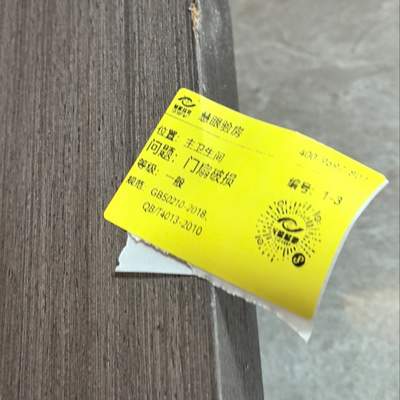 慧眼验房
位置：主卫生间
问题：门扇破损
等级：一般
编号：1-3
规范：GB50210-2018、
QB/T4013-2010